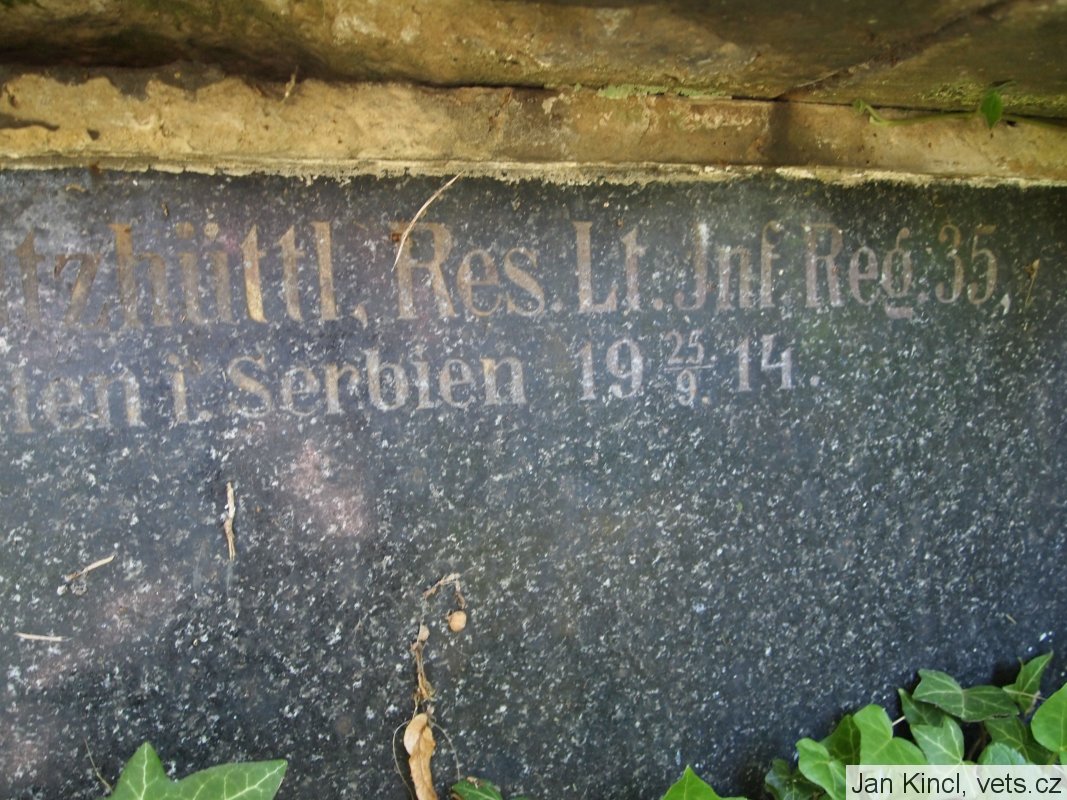 tzhüttl, Res. Lt. Inf. Reg. 35
len i. Serbien 19 25/9. 14.
Jan Kincl, vets.cz